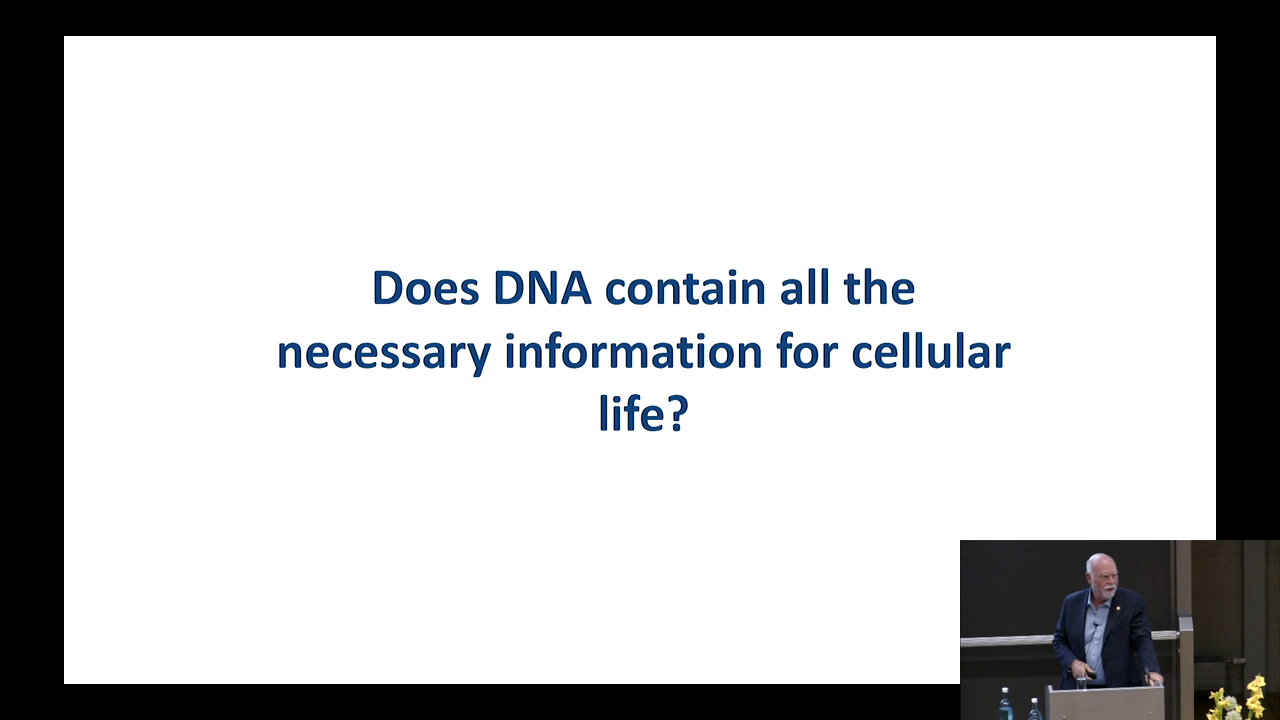 Does DNA contain all the
necessary information for cellular
life?